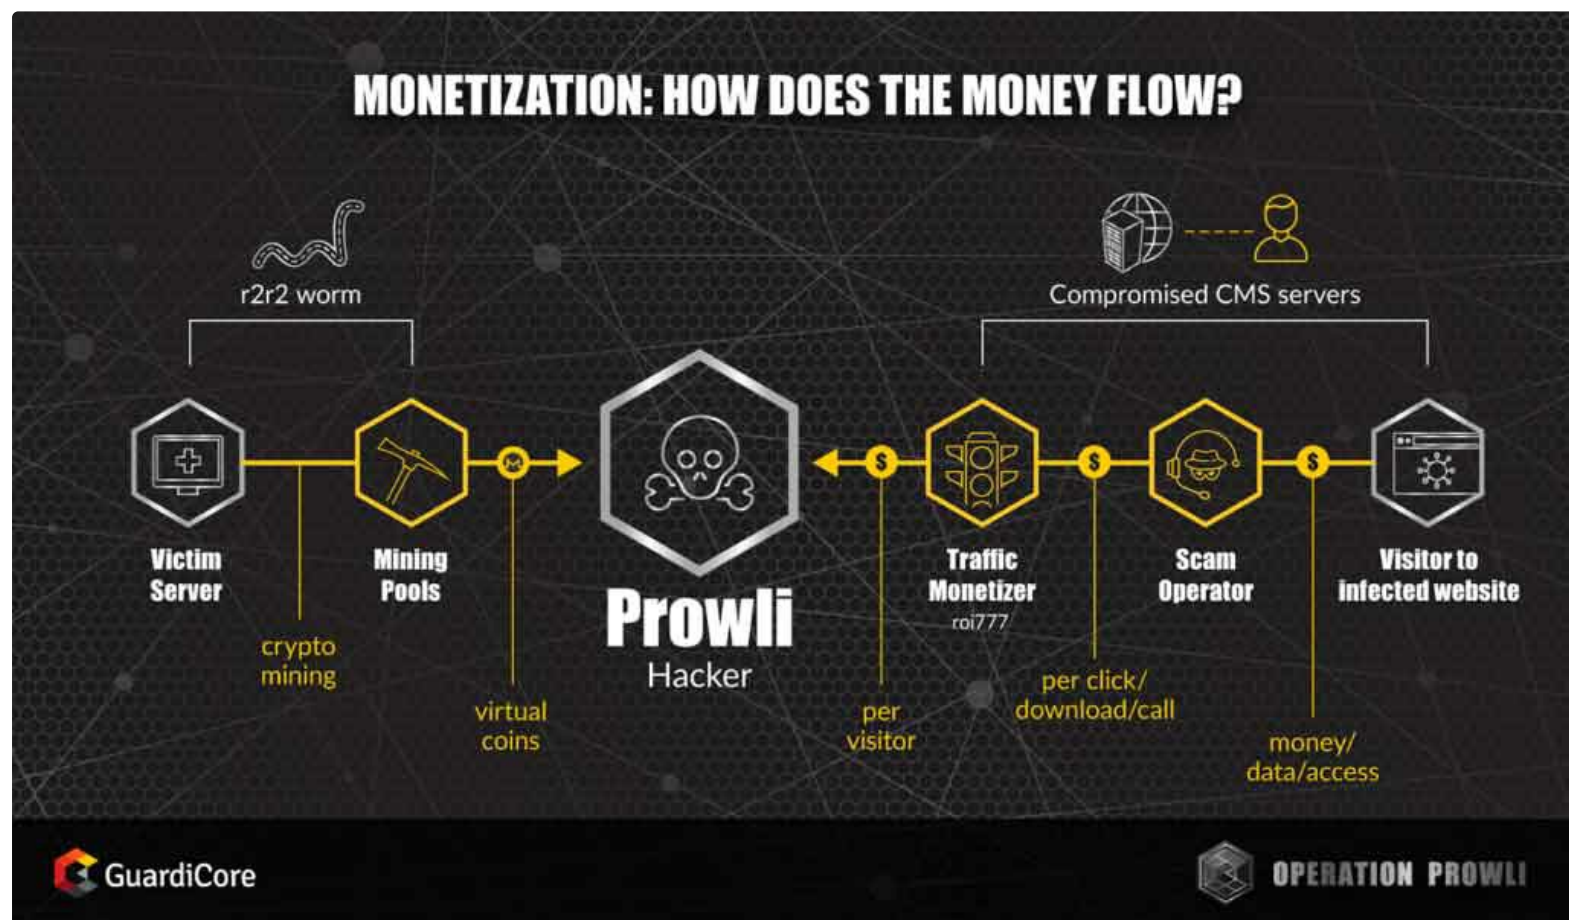 MONETIZATION: HOW DOES THE MONEY FLOW?
r2r2 worm
Compromised CMS servers
Victim
Server
Mining
Pools
Prowli
Hacker
Traffic
Monetizer
roi777
Scam
Operator
Visitor to
infected website
$
$
$
crypto
mining
virtual
coins
per
visitor
per click/
download/call
money/
data/access
GuardiCore
OPERATION PROWLI